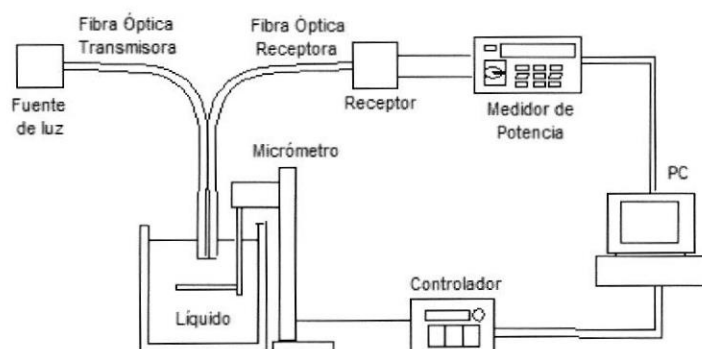 Fibra Óptica
Transmisora
Fibra Óptica
Receptora
Fuente
de luz
Receptor
Medidor de
Potencia
Micrómetro
PC
Controlador
Líquido